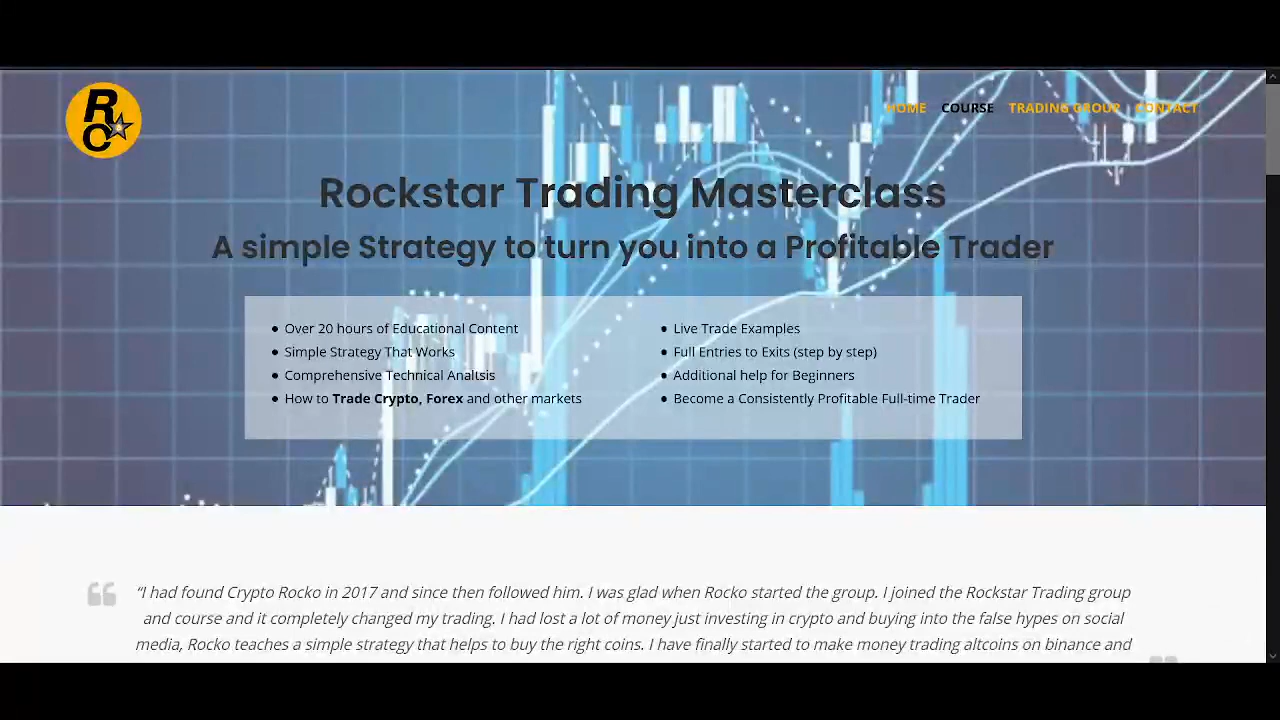 RC
HOME COURSE TRADING GROUP CONTACT
Rockstar Trading Masterclass
A simple Strategy to turn you into a Profitable Trader
● Over 20 hours of Educational Content
● Simple Strategy That Works
● Comprehensive Technical Analtsis
● How to Trade Crypto, Forex and other markets
● Live Trade Examples
● Full Entries to Exits (step by step)
● Additional help for Beginners
● Become a Consistently Profitable Full-time Trader
“I had found Crypto Rocko in 2017 and since then followed him. I was glad when Rocko started the group. I joined the Rockstar Trading group
and course and it completely changed my trading. I had lost a lot of money just investing in crypto and buying into the false hypes on social
media, Rocko teaches a simple strategy that helps to buy the right coins. I have finally started to make money trading altcoins on binance and